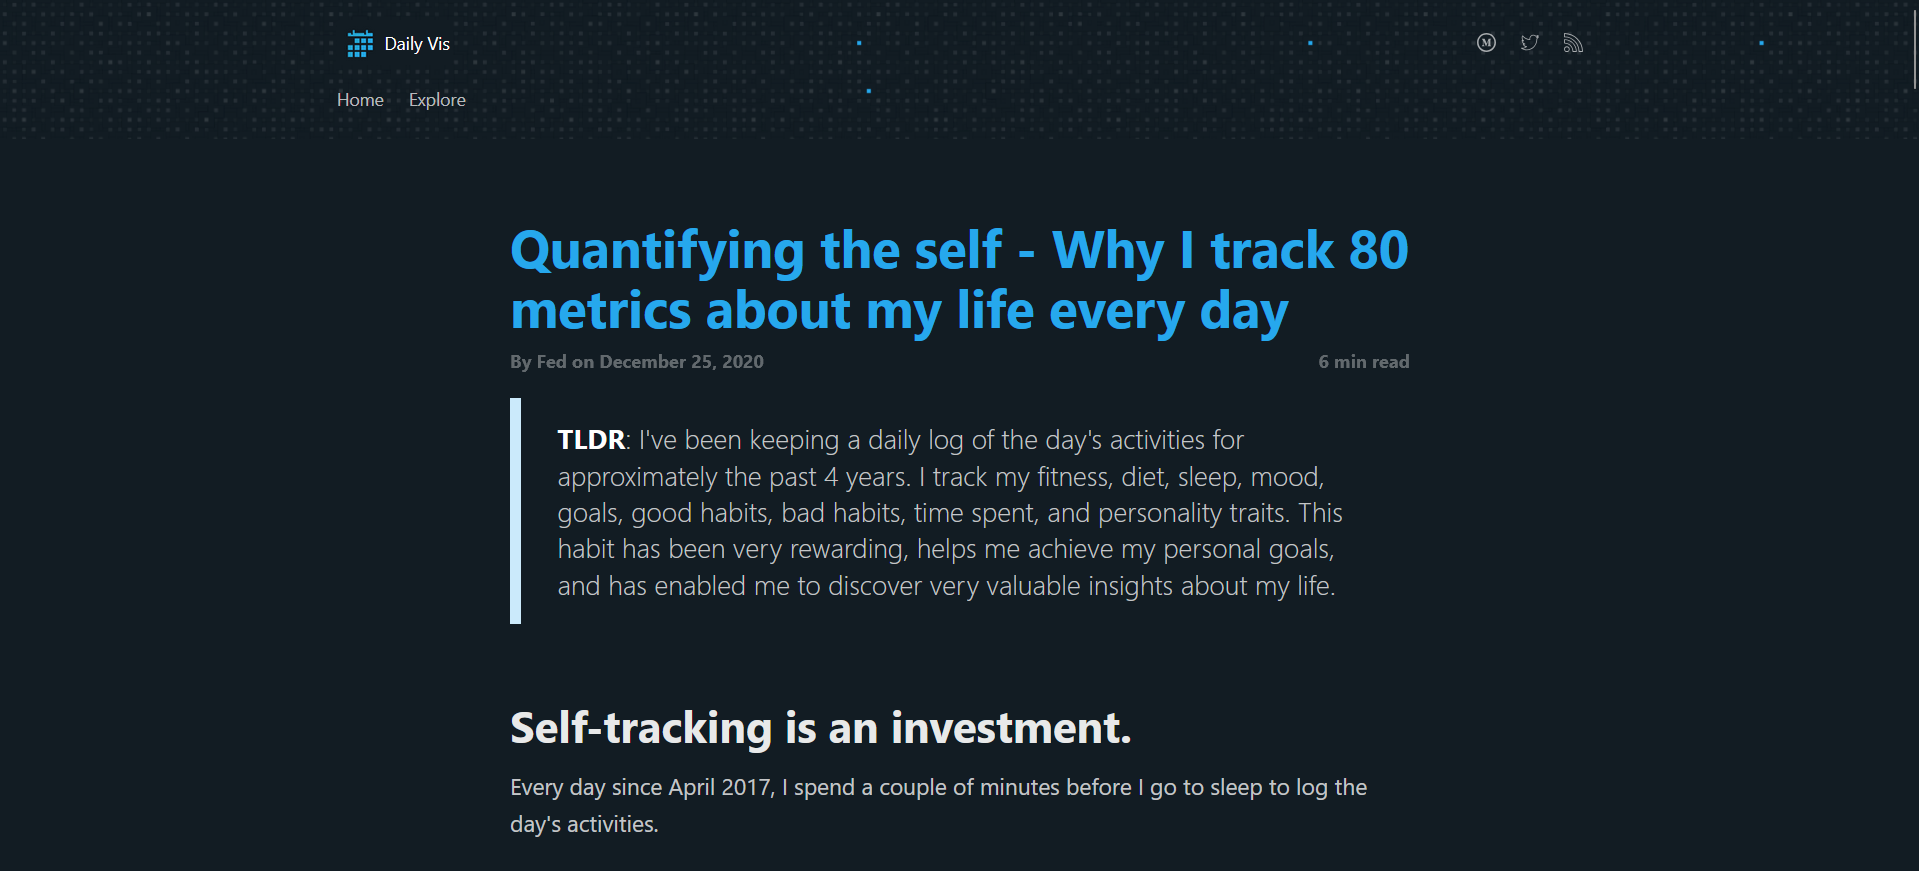 Daily Vis
Home Explore
Quantifying the self - Why I track 80
metrics about my life every day
By Fed on December 25, 2020 6 min read
TLDR: I've been keeping a daily log of the day's activities for
approximately the past 4 years. I track my fitness, diet, sleep, mood,
goals, good habits, bad habits, time spent, and personality traits. This
habit has been very rewarding, helps me achieve my personal goals,
and has enabled me to discover very valuable insights about my life.
Self-tracking is an investment.
Every day since April 2017, I spend a couple of minutes before I go to sleep to log the
day's activities.